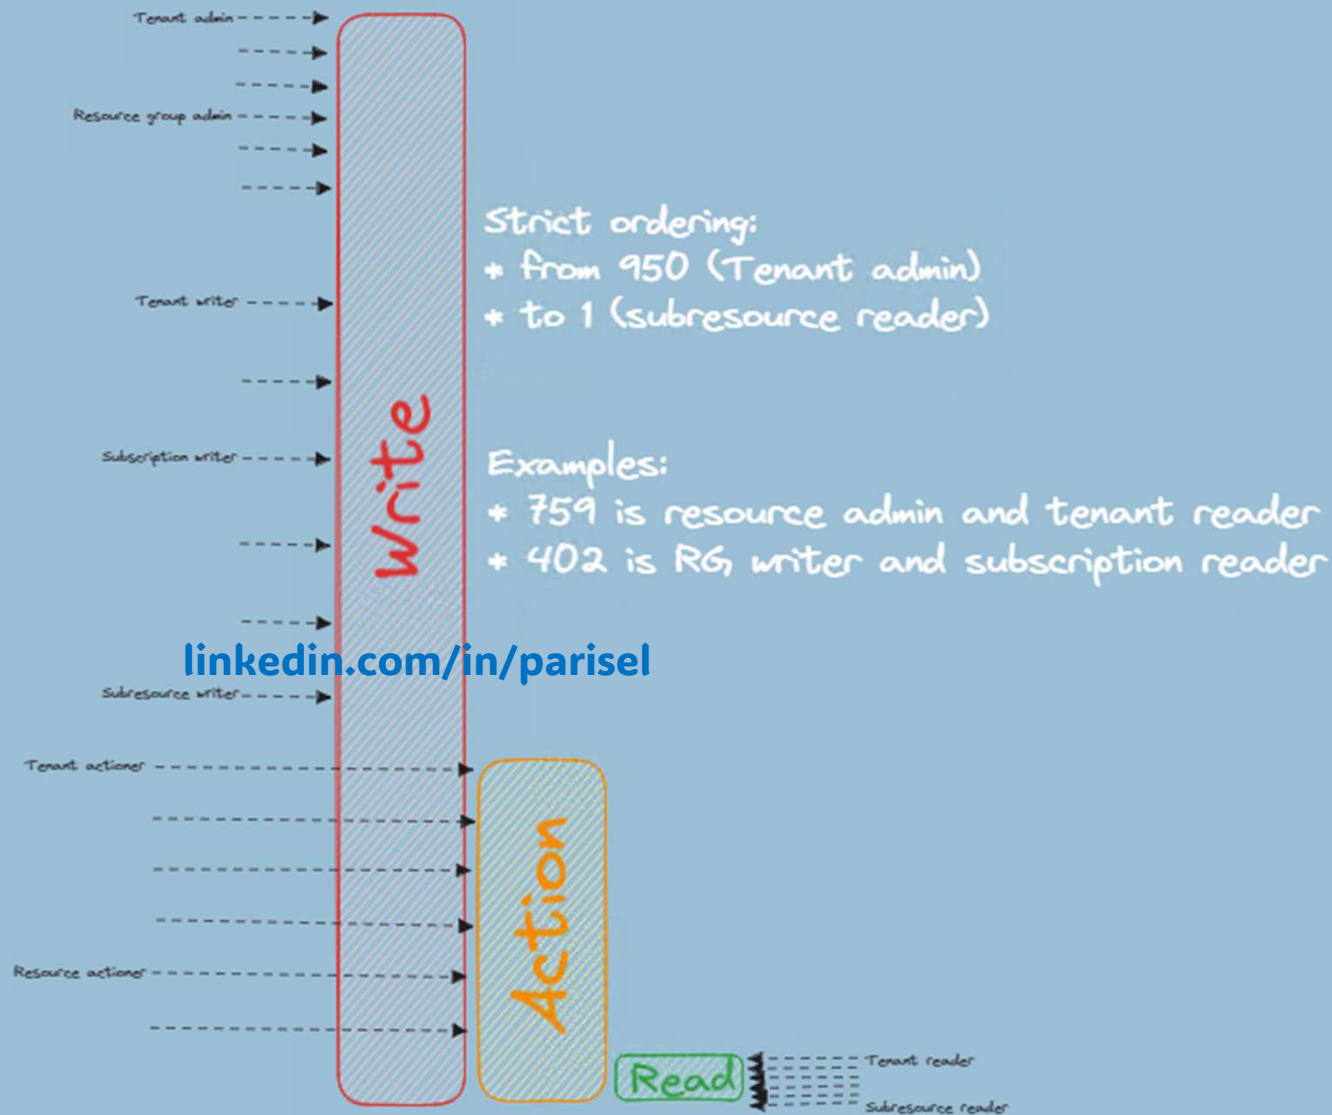 Tenant admin
Resource group admin
Strict ordering:
* from 950 (Tenant admin)
* to 1 (subresource reader)
Tenant writer
Write
Subscription writer
Examples:
* 759 is resource admin and tenant reader
* 402 is RG writer and subscription reader
linkedin.com/in/parisel
Subresource writer
Tenant actioner
Action
Resource actioner
Read
Tenant reader
Subresource reader